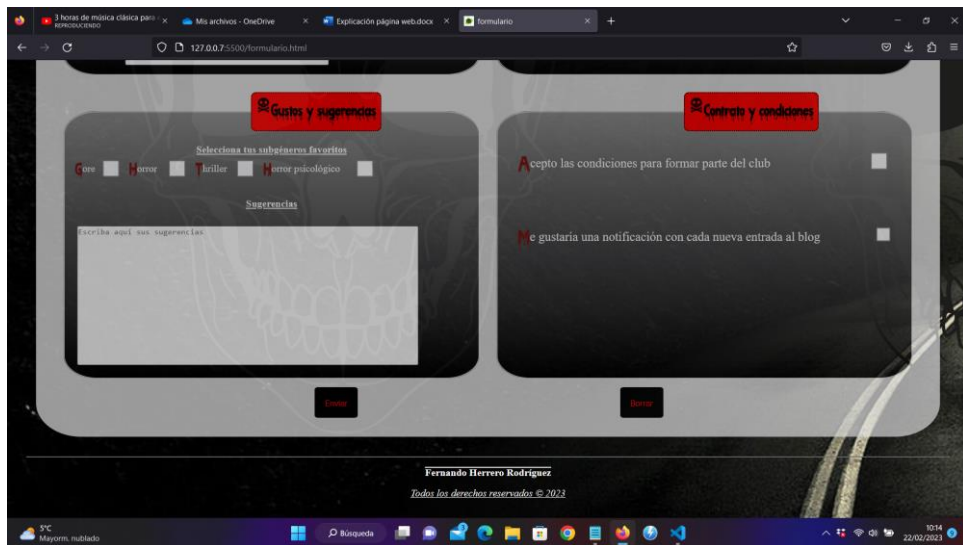 3 horas de música clásica para
REPRODUCIENDO
Mis archivos - OneDrive
Explicación página web.docx
formulario
127.0.0.7:5500/formulario.html
Gustos y sugerencias
Contrato y condiciones
Selecciona tus subgéneros favoritos
Gore
Horror
Thriller
Horror psicológico
Acepto las condiciones para formar parte del club
Sugerencias
Escriba aquí sus sugerencias
Me gustaria una notificación con cada nueva entrada al blog
Enviar
Borrar
Fernando Herrero Rodríguez
Todos los derechos reservados © 2023
5°C
Mayorm. nublado
Búsqueda
10:14
22/02/2023